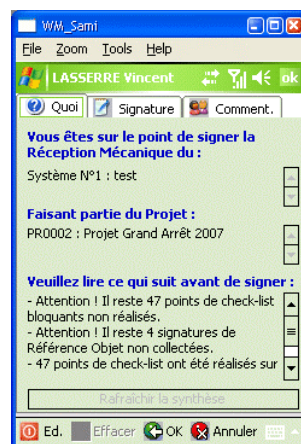 WM_Sami
File Zoom Tools Help
LASSERRE Vincent ok
Quoi Signature Comment.
Vous êtes sur le point de signer la
Réception Mécanique du :
Système N°1 : test
Faisant partie du Projet :
PR0002 : Projet Grand Arrêt 2007
Veuillez lire ce qui suit avant de signer :
- Attention ! Il reste 47 points de check-list
bloquants non réalisés.
- Attention ! Il reste 4 signatures de
Référence Objet non collectées.
- 47 points de check-list ont été réalisés sur
Rafraîchir la synthèse
Ed. Effacer OK Annuler